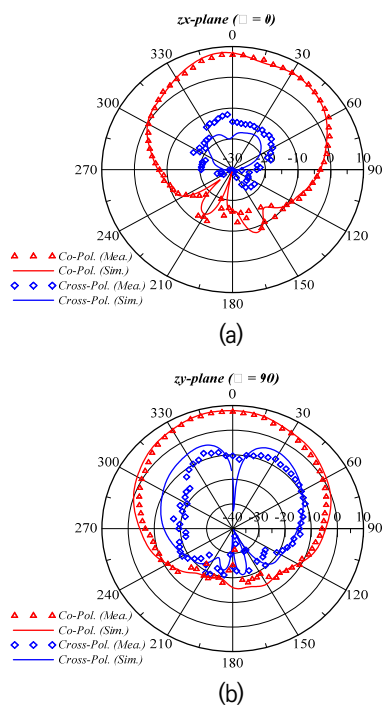 zx-plane (□ = 0)
0
330 30
300 60
270 -30 -20 -10 0 10 90
240 120
210 150
180
Co-Pol. (Mea.)
Co-Pol. (Sim.)
Cross-Pol. (Mea.)
Cross-Pol. (Sim.)
(a)
zy-plane (□ = 90)
0
330 30
300 60
270 -40 -30 -20 -10 0 10 90
240 120
210 150
180
Co-Pol. (Mea.)
Co-Pol. (Sim.)
Cross-Pol. (Mea.)
Cross-Pol. (Sim.)
(b)